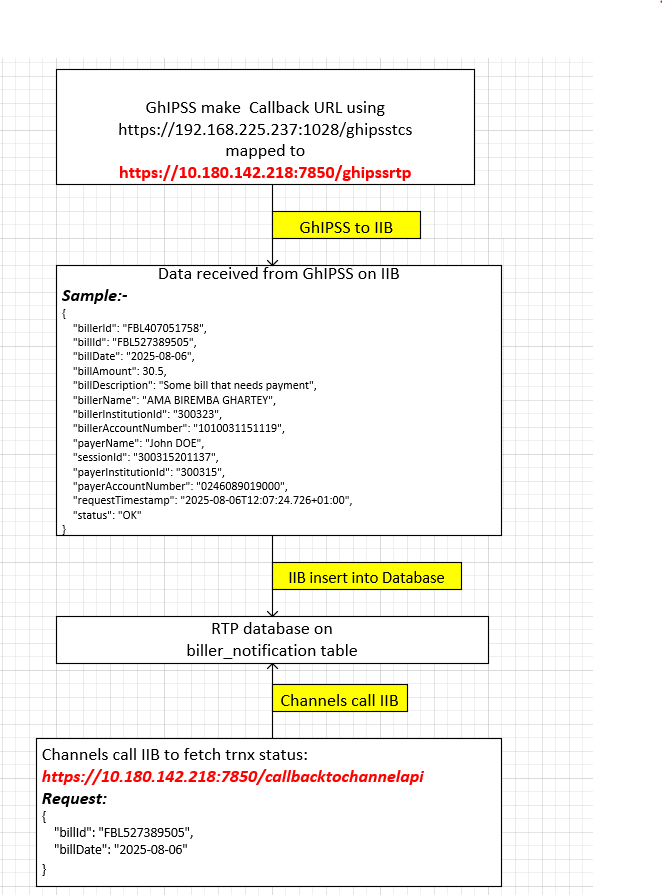 GhIPSS make  Callback URL using
https://192.168.225.237:1028/ghipsstcs
mapped to
https://10.180.142.218:7850/ghipssrtp
GhIPSS to IIB
Data received from GhIPSS on IIB
Sample:-
{
"billerId": "FBL407051758",
"billId": "FBL527389505",
"billDate": "2025-08-06",
"billAmount": 30.5,
"billDescription": "Some bill that needs payment",
"billerName": "AMA BIREMBA GHARTEY",
"billerInstitutionId": "300323",
"billerAccountNumber": "1010031151119",
"payerName": "John DOE",
"sessionId": "300315201137",
"payerInstitutionId": "300315",
"payerAccountNumber": "0246089019000",
"requestTimestamp": "2025-08-06T12:07:24.726+01:00",
"status": "OK"
}
IIB insert into Database
RTP database on
biller_notification table
Channels call IIB
Channels call IIB to fetch trnx status:
https://10.180.142.218:7850/callbacktochannelapi
Request:
{
"billId": "FBL527389505",
"billDate": "2025-08-06"
}